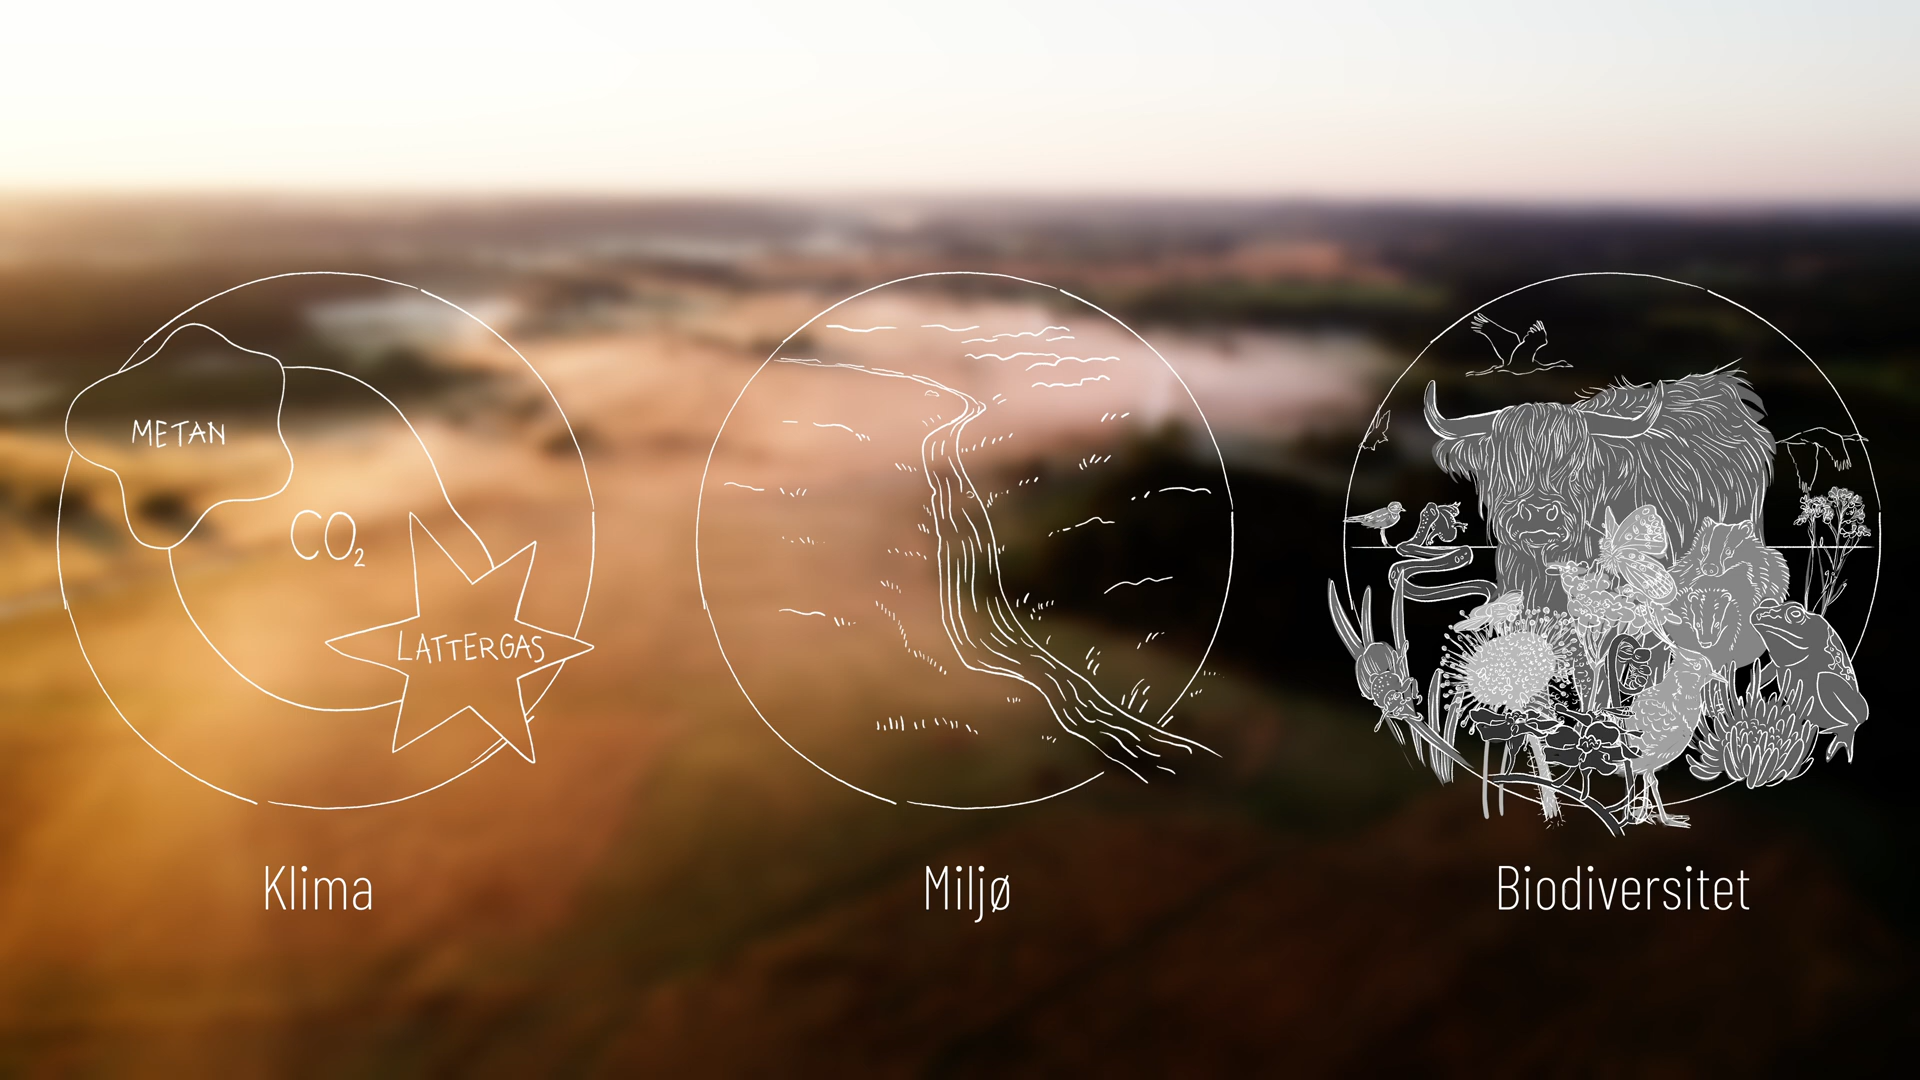 METAN
CO₂
LATTERGAS
Klima
Miljø
Biodiversitet